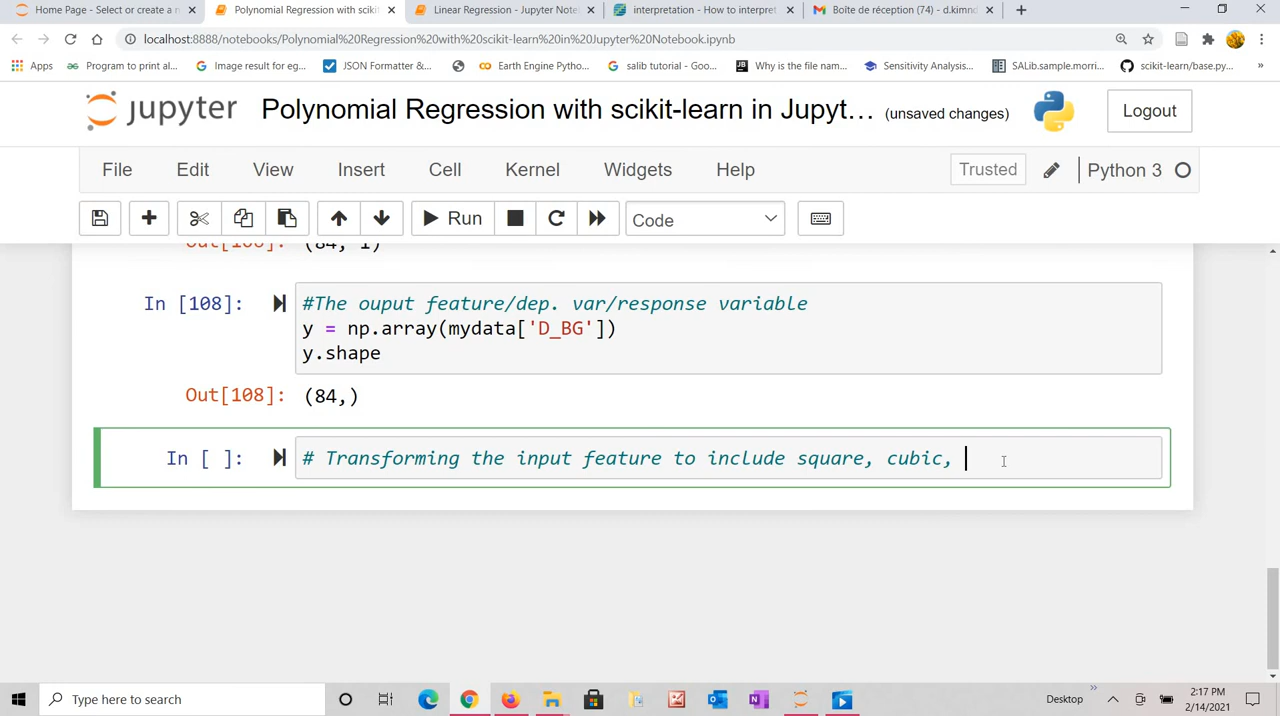 Home Page - Select or create a n
Polynomial Regression with scikit
Linear Regression - Jupyter Note
interpretation - How to interpret
Boîte de réception (74) - d.kimnd
localhost:8888/notebooks/Polynomial%20Regression%20with%20scikit-learn%20in%20Jupyter%20Notebook.ipynb
Apps
Program to print al...
Image result for eg...
JSON Formatter &...
Earth Engine Pytho...
salib tutorial - Goo...
Why is the file nam...
Sensitivity Analysis...
SALib.sample.morri...
scikit-learn/base.py...
»
jupyter
Polynomial Regression with scikit-learn in Jupyt... (unsaved changes)
Logout
File Edit View Insert Cell Kernel Widgets Help
Trusted
Python 3
Run
Code
(84, 1)
In [108]:
#The ouput feature/dep. var/response variable
y = np.array(mydata['D_BG'])
y.shape
Out[108]: (84,)
In [ ]: # Transforming the input feature to include square, cubic,
Type here to search
Desktop
»
2:17 PM
2/14/2021